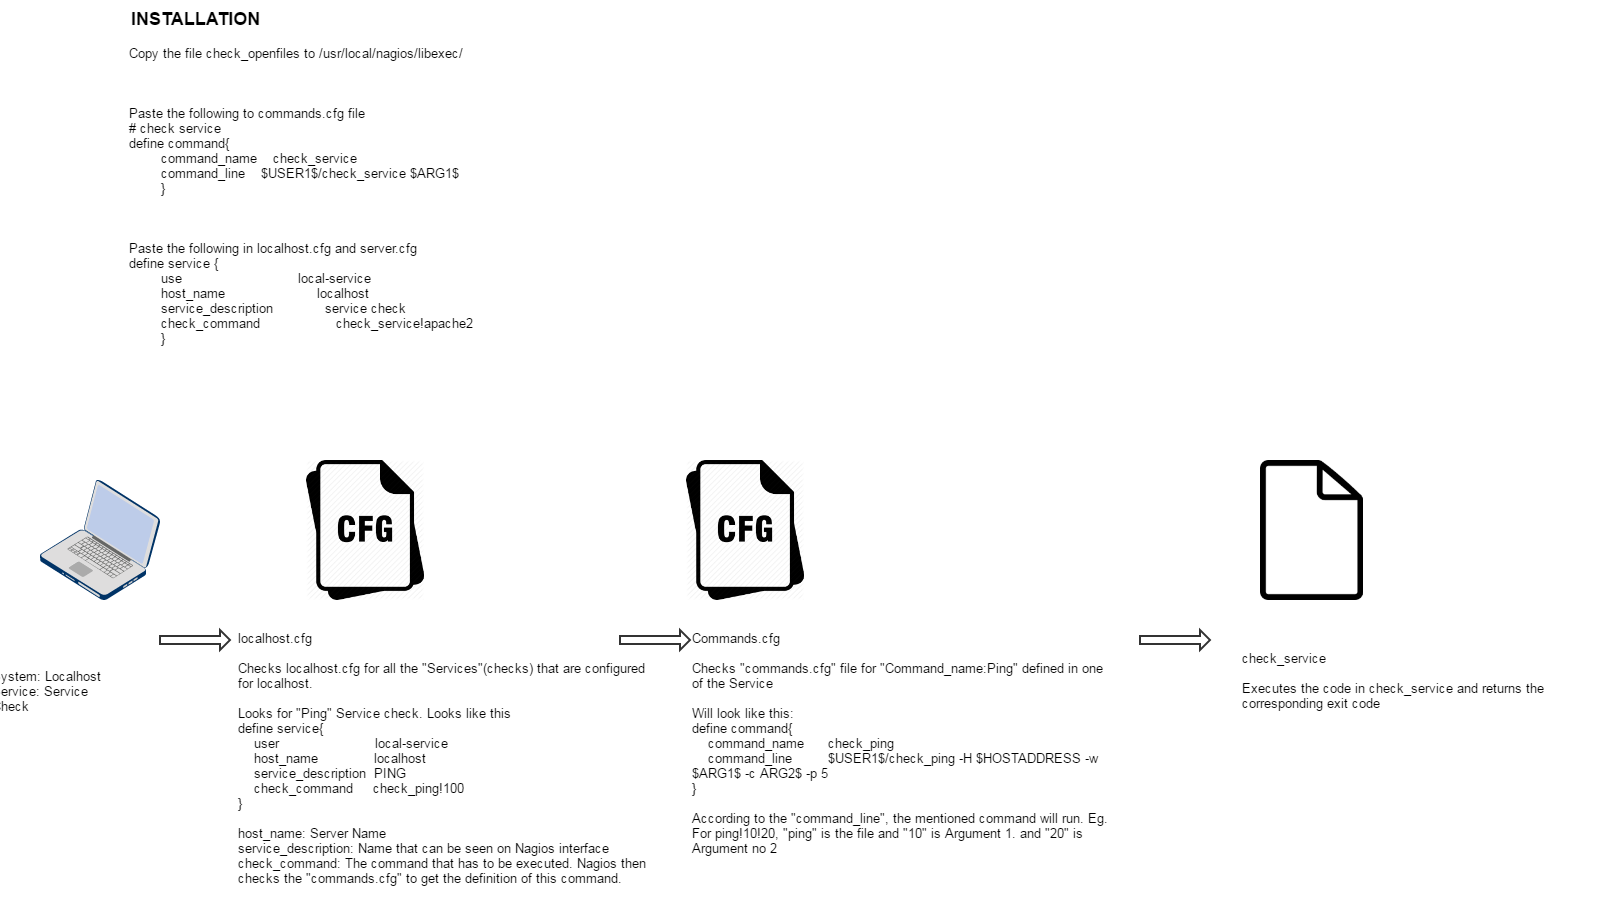 INSTALLATION
Copy the file check_openfiles to /usr/local/nagios/libexec/
Paste the following to commands.cfg file
# check service
define command{
command_name check_service
command_line $USER1$/check_service $ARG1$
}
Paste the following in localhost.cfg and server.cfg
define service {
use local-service
host_name localhost
service_description service check
check_command check_service!apache2
}
CFG
CFG
ystem: Localhost
ervice: Service
heck
localhost.cfg
Checks localhost.cfg for all the "Services"(checks) that are configured
for localhost.
Looks for "Ping" Service check. Looks like this
define service{
user local-service
host_name localhost
service_description PING
check_command check_ping!100
}
host_name: Server Name
service_description: Name that can be seen on Nagios interface
check_command: The command that has to be executed. Nagios then
checks the "commands.cfg" to get the definition of this command.
Commands.cfg
Checks "commands.cfg" file for "Command_name:Ping" defined in one
of the Service
Will look like this:
define command{
command_name check_ping
command_line $USER1$/check_ping -H $HOSTADDRESS -w
$ARG1$ -c ARG2$ -p 5
}
According to the "command_line", the mentioned command will run. Eg.
For ping!10!20, "ping" is the file and "10" is Argument 1. and "20" is
Argument no 2
check_service
Executes the code in check_service and returns the
corresponding exit code